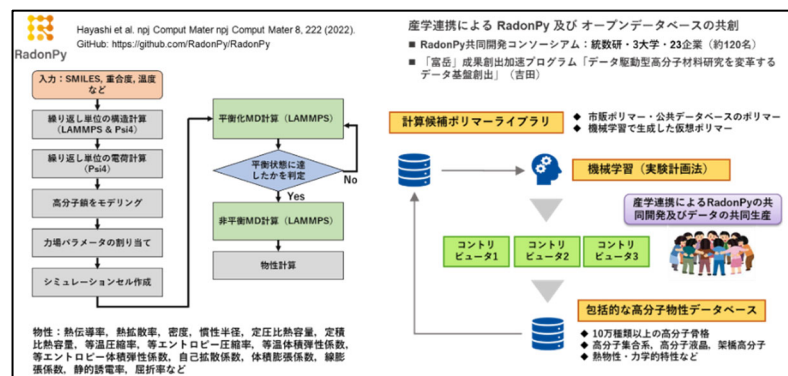 RadonPy
Hayashi et al. npj Comput Mater npj Comput Mater 8, 222 (2022).
GitHub: https://github.com/RadonPy/RadonPy
入力：SMILES, 重合度, 温度
など
繰り返し単位の構造計算
(LAMMPS & Psi4)
繰り返し単位の電荷計算
(Psi4)
高分子鎖をモデリング
力場パラメータの割り当て
シミュレーションセル作成
平衡化MD計算（LAMMPS）
平衡状態に達
したかを判定
No
Yes
非平衡MD計算（LAMMPS）
物性計算
物性：熱伝導率, 熱拡散率, 密度, 慣性半径, 定圧比熱容量, 定積
比熱容量, 等温圧縮率, 等エントロピー圧縮率, 等温体積弾性係数,
等エントロピー体積弾性係数, 自己拡散係数, 体積膨張係数, 線膨
張係数, 静的誘電率, 屈折率など
産学連携による RadonPy 及び オープンデータベースの共創
■ RadonPy共同開発コンソーシアム：統数研・3大学・23企業（約120名）
■ 「富岳」成果創出加速プログラム「データ駆動型高分子材料研究を変革する
データ基盤創出」（吉田）
計算候補ポリマーライブラリ
◆ 市販ポリマー・公共データベースのポリマー
◆ 機械学習で生成した仮想ポリマー
機械学習（実験計画法）
産学連携によるRadonPyの共
同開発及びデータの共同生産
コントリ
ビュータ1
コントリ
ビュータ2
コントリ
ビュータ3
包括的な高分子物性データベース
◆ 10万種類以上の高分子骨格
◆ 高分子集合系, 高分子液晶, 架橋高分子
◆ 熱物性・力学的特性など